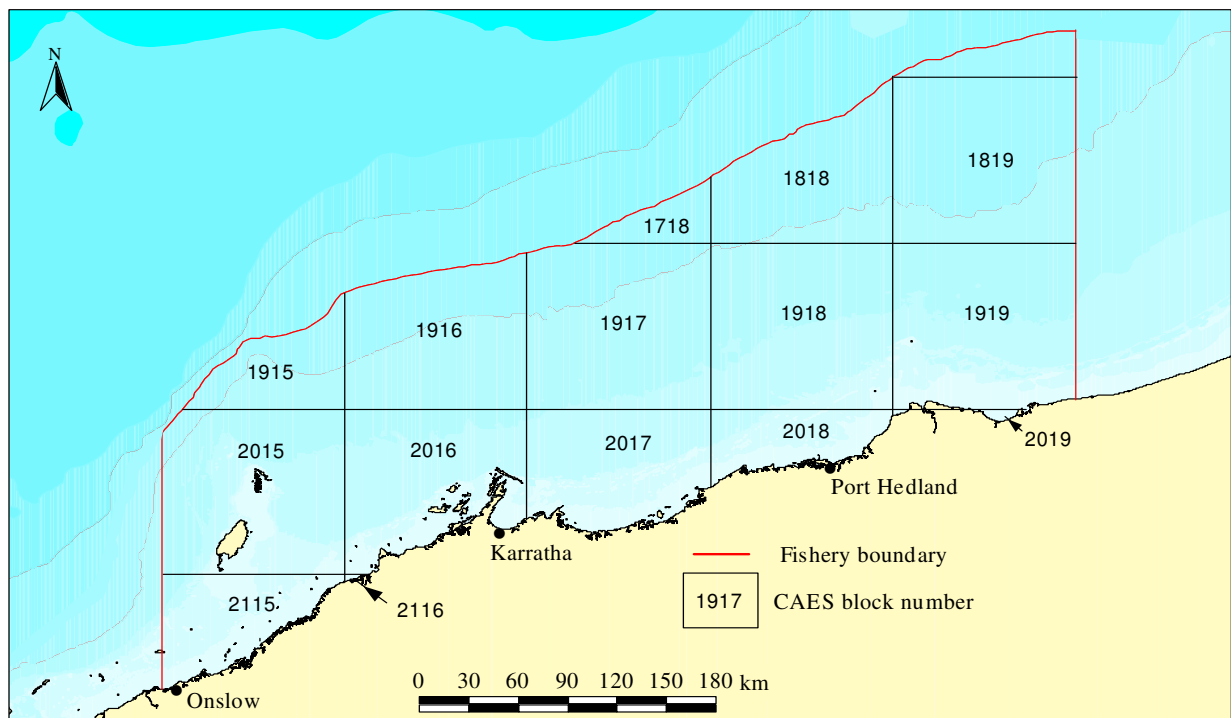 N
1819
1818
1718
1919
1918
1917
1916
1915
2019
2018
2017
2016
2015
Port Hedland
Karratha
Fishery boundary
1917 CAES block number
2115
2116
0 30 60 90 120 150 180 km
Onslow